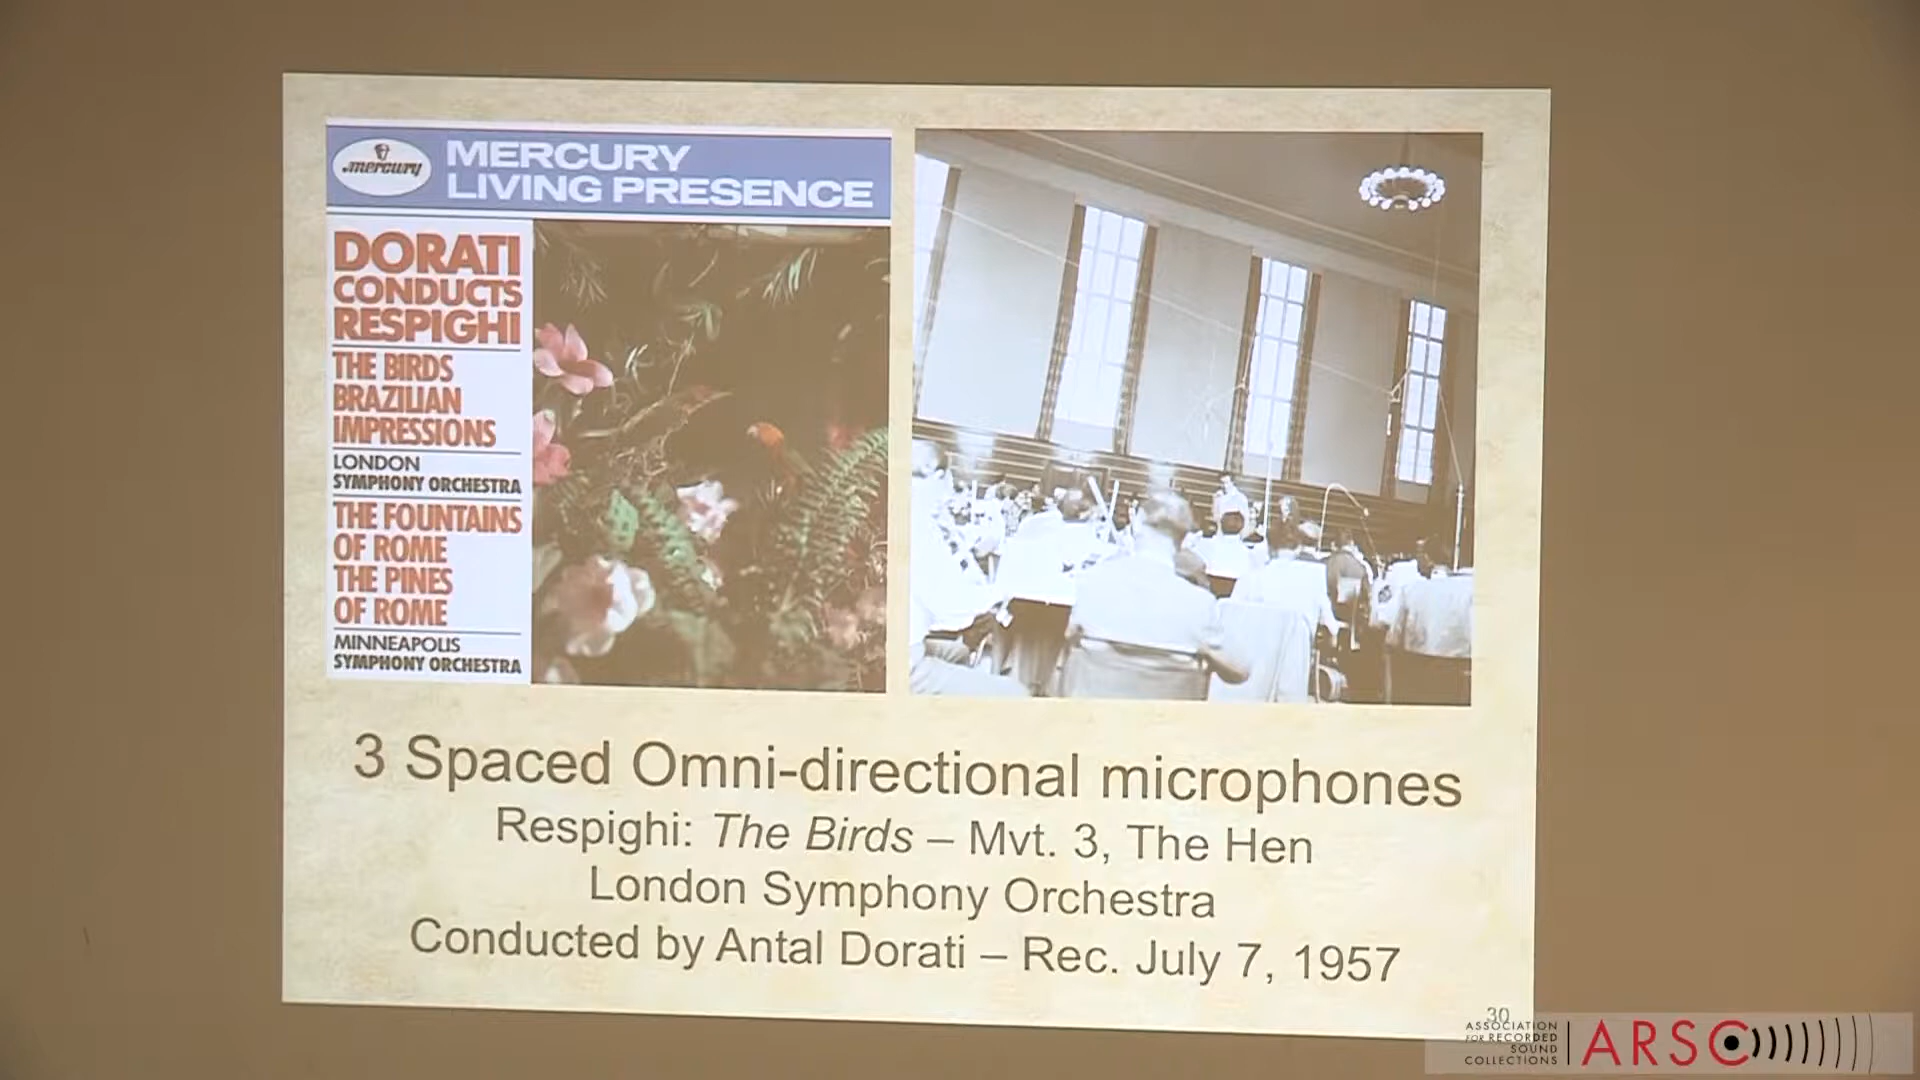 mercury
MERCURY
LIVING PRESENCE
DORATI
CONDUCTS
RESPIGHI
THE BIRDS
BRAZILIAN
IMPRESSIONS
LONDON
SYMPHONY ORCHESTRA
THE FOUNTAINS
OF ROME
THE PINES
OF ROME
MINNEAPOLIS
SYMPHONY ORCHESTRA
3 Spaced Omni-directional microphones
Respighi: The Birds – Mvt. 3, The Hen
London Symphony Orchestra
Conducted by Antal Dorati – Rec. July 7, 1957
30
ASSOCIATION
FOR RECORDED
SOUND
COLLECTIONS
ARSC